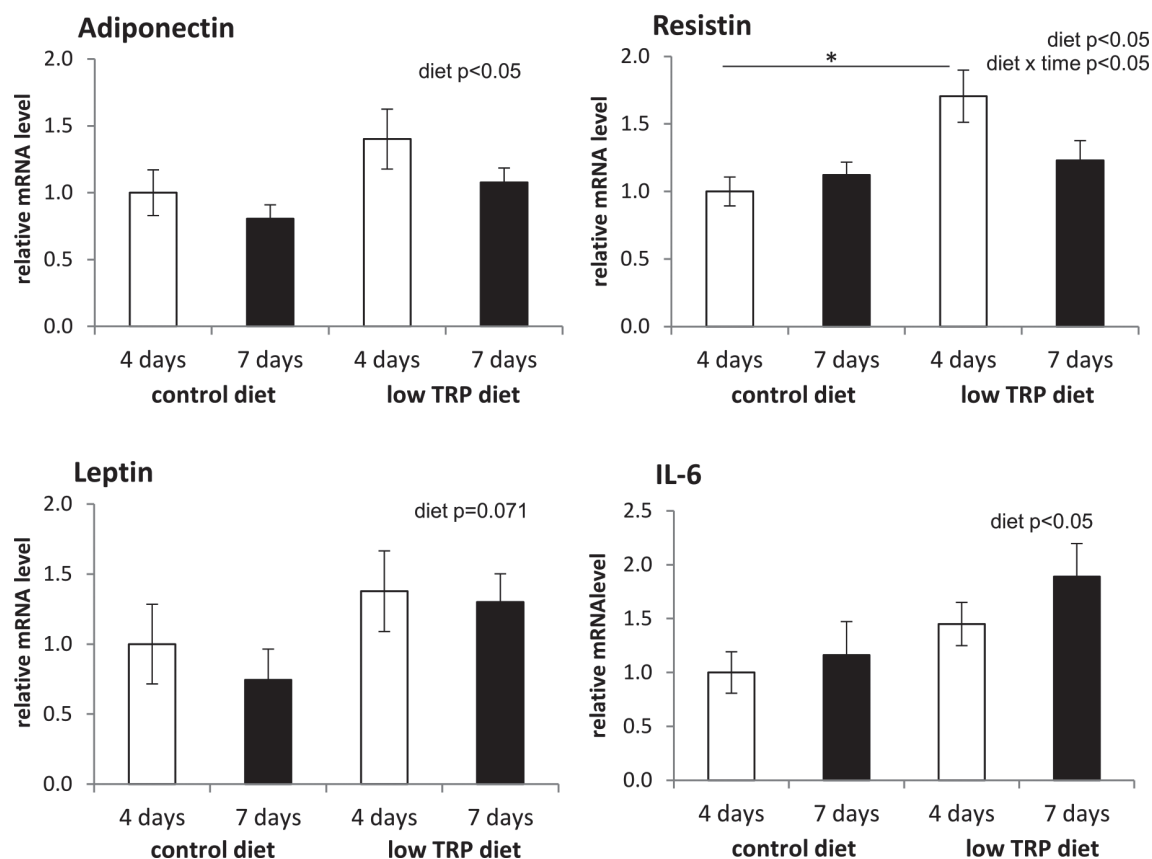 Adiponectin
diet p<0.05
relative mRNA level
2.0
1.5
1.0
0.5
0.0
4 days 7 days 4 days 7 days
control diet low TRP diet
Resistin
diet p<0.05
diet x time p<0.05
*
relative mRNA level
2.0
1.5
1.0
0.5
0.0
4 days 7 days 4 days 7 days
control diet low TRP diet
Leptin
diet p=0.071
relative mRNA level
2.0
1.5
1.0
0.5
0.0
4 days 7 days 4 days 7 days
control diet low TRP diet
IL-6
diet p<0.05
relative mRNAlevel
2.5
2.0
1.5
1.0
0.5
0.0
4 days 7 days 4 days 7 days
control diet low TRP diet